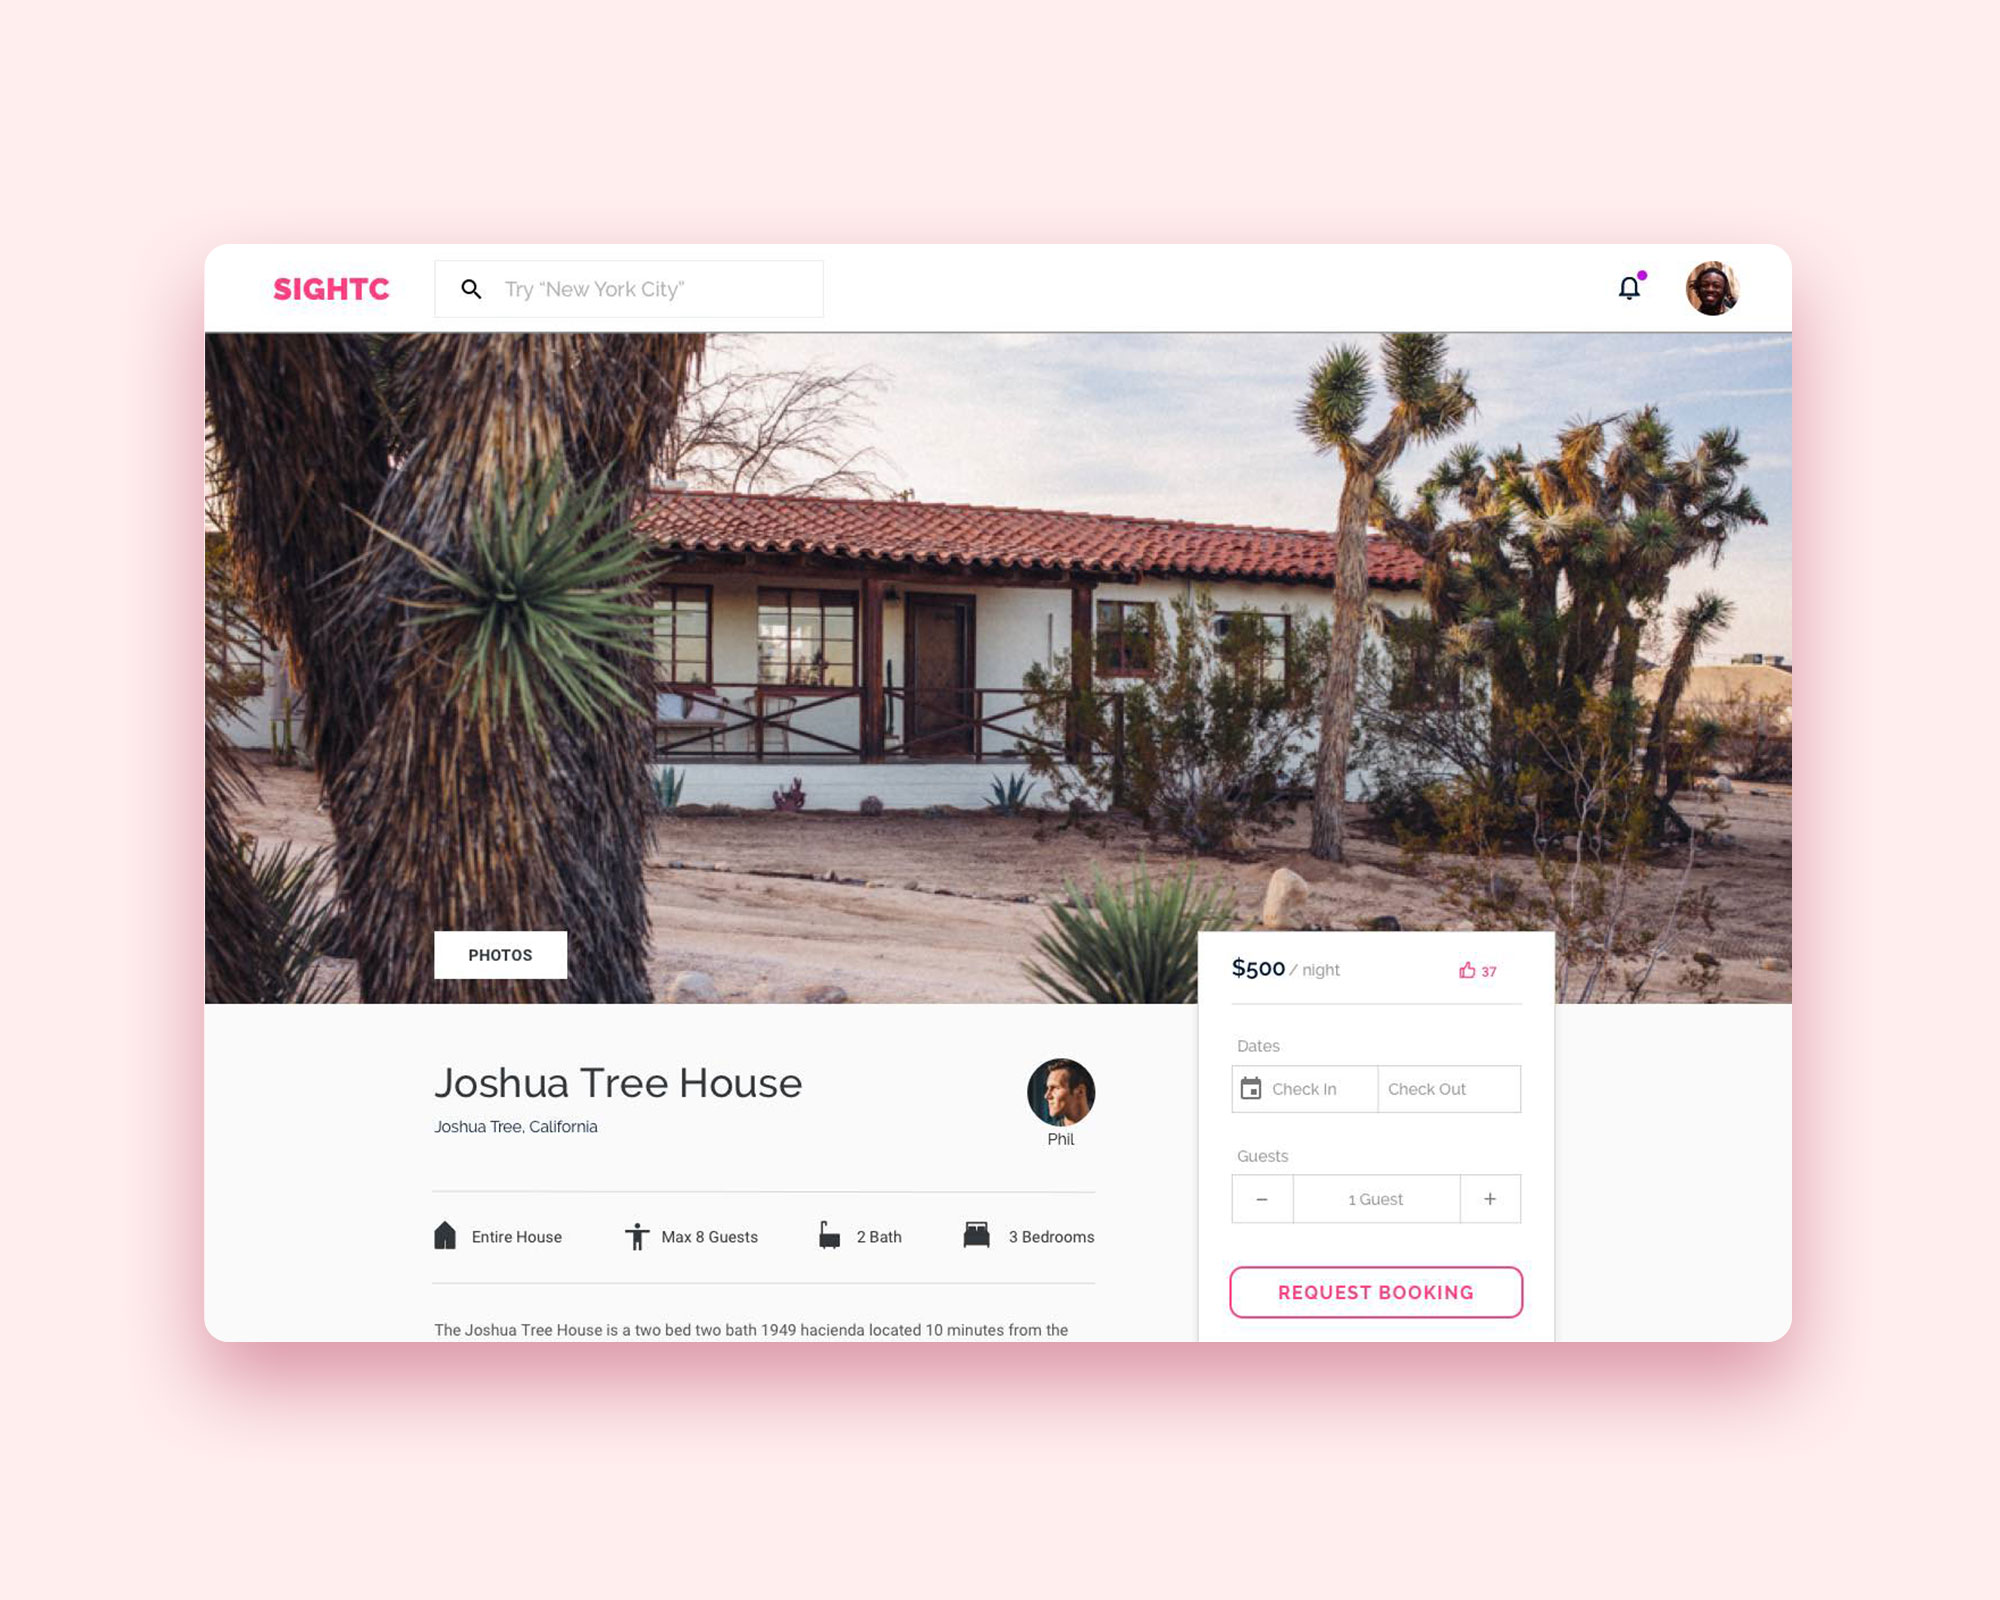 SIGHTC
Try “New York City”
PHOTOS
$500 / night
37
Dates
Check In
Check Out
Guests
−
1 Guest
+
REQUEST BOOKING
Joshua Tree House
Joshua Tree, California
Phil
Entire House
Max 8 Guests
2 Bath
3 Bedrooms
The Joshua Tree House is a two bed two bath 1949 hacienda located 10 minutes from the